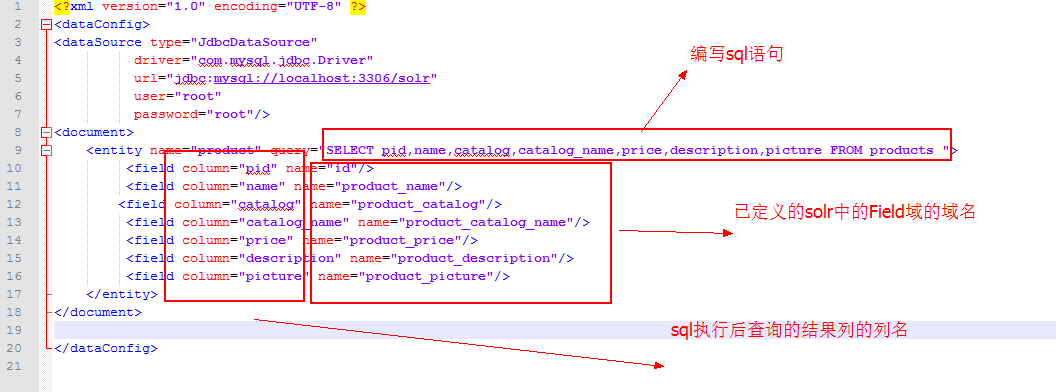 1 <?xml version="1.0" encoding="UTF-8" ?>
2 <dataConfig>
3 <dataSource type="JdbcDataSource"
4 driver="com.mysql.jdbc.Driver"
5 url="jdbc:mysql://localhost:3306/solr"
6 user="root"
7 password="root"/>
8 <document>
9 <entity name="product" query="SELECT pid,name,catalog,catalog_name,price,description,picture FROM products ">
10 <field column="pid" name="id"/>
11 <field column="name" name="product_name"/>
12 <field column="catalog" name="product_catalog"/>
13 <field column="catalog_name" name="product_catalog_name"/>
14 <field column="price" name="product_price"/>
15 <field column="description" name="product_description"/>
16 <field column="picture" name="product_picture"/>
17 </entity>
18 </document>
19
20 </dataConfig>
21
编写sql语句
已定义的solr中的Field域的域名
sql执行后查询的结果列的列名